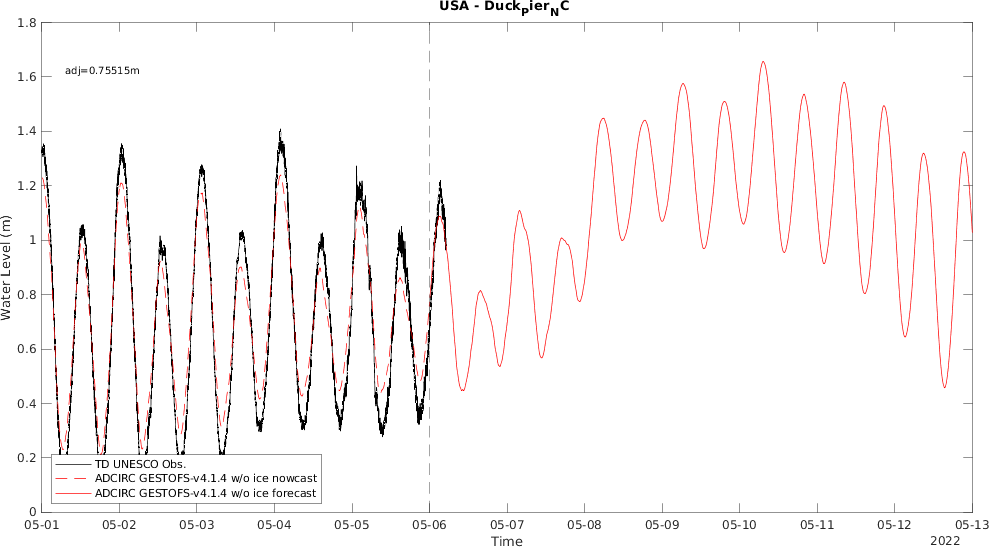 USA - DuckPierNC
1.8
1.6
1.4
1.2
1
0.8
0.6
0.4
0.2
0
Water Level (m)
adj=0.75515m
TD UNESCO Obs.
ADCIRC GESTOFS-v4.1.4 w/o ice nowcast
ADCIRC GESTOFS-v4.1.4 w/o ice forecast
05-01 05-02 05-03 05-04 05-05 05-06 05-07 05-08 05-09 05-10 05-11 05-12 05-13
Time
2022